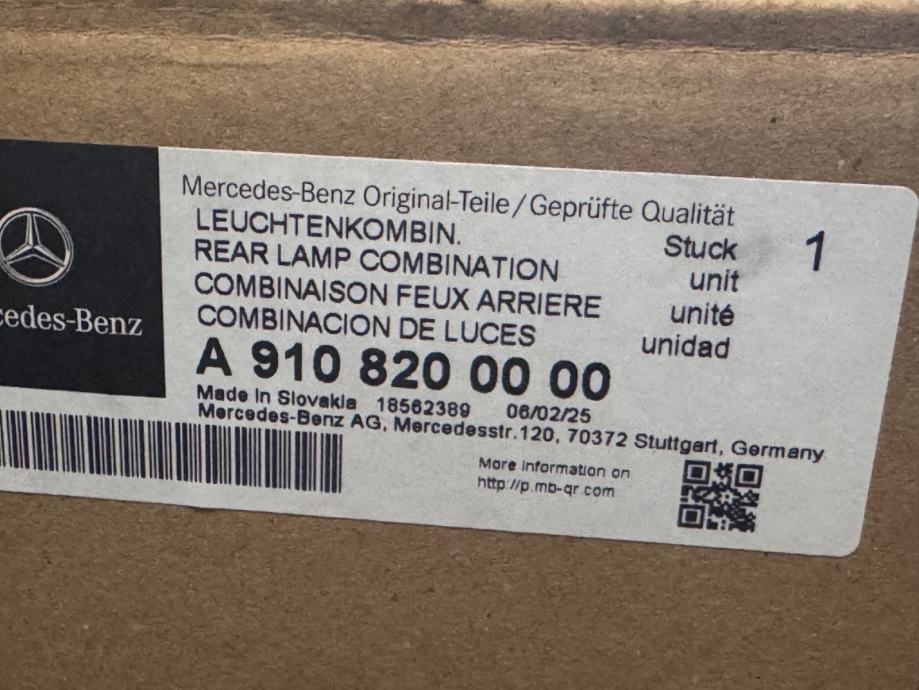 Mercedes-Benz Original-Teile/Geprüfte Qualität
LEUCHTENKOMBIN. Stuck 1
REAR LAMP COMBINATION unit
COMBINAISON FEUX ARRIERE unité
COMBINACION DE LUCES unidad
A 910 820 00 00
Made in Slovakia 18562389 06/02/25
Mercedes-Benz AG, Mercedesstr.120, 70372 Stuttgart, Germany
More information on
http://p.mb-qr.com
cedes-Benz